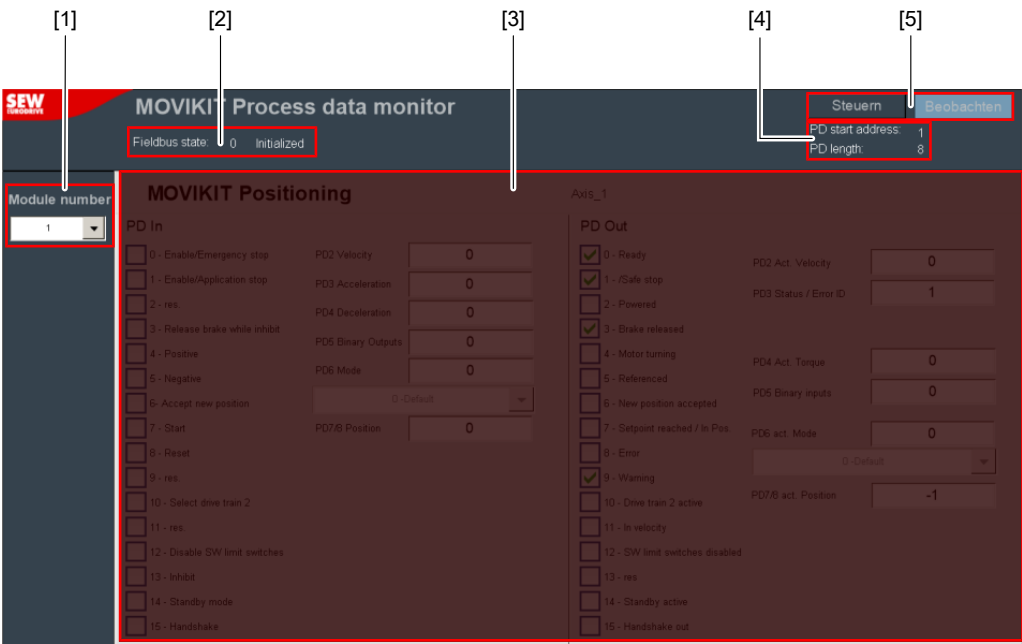 [1] [2] [3] [4] [5]
SEW
EURODRIVE
MOVIKIT Process data monitor
Steuern Beobachten
Fieldbus state: 0 Initialized
PD start address: 1
PD length: 8
Module number
1
MOVIKIT Positioning Axis_1
PD In
0 - Enable/Emergency stop
1 - Enable/Application stop
2 - res.
3 - Release brake while inhibit
4 - Positive
5 - Negative
6- Accept new position
7 - Start
8 - Reset
9 - res.
10 - Select drive train 2
11 - res.
12 - Disable SW limit switches
13 - Inhibit
14 - Standby mode
15 - Handshake
PD2 Velocity 0
PD3 Acceleration 0
PD4 Deceleration 0
PD5 Binary Outputs 0
PD6 Mode 0
0 -Default
PD7/8 Position 0
PD Out
0 - Ready
1 - /Safe stop
2 - Powered
3 - Brake released
4 - Motor turning
5 - Referenced
6 - New position accepted
7 - Setpoint reached / In Pos.
8 - Error
9 - Warning
10 - Drive train 2 active
11 - In velocity
12 - SW limit switches disabled
13 - res
14 - Standby active
15 - Handshake out
PD2 Act. Velocity 0
PD3 Status / Error ID 1
PD4 Act. Torque 0
PD5 Binary inputs 0
PD6 act. Mode 0
0 -Default
PD7/8 act. Position -1